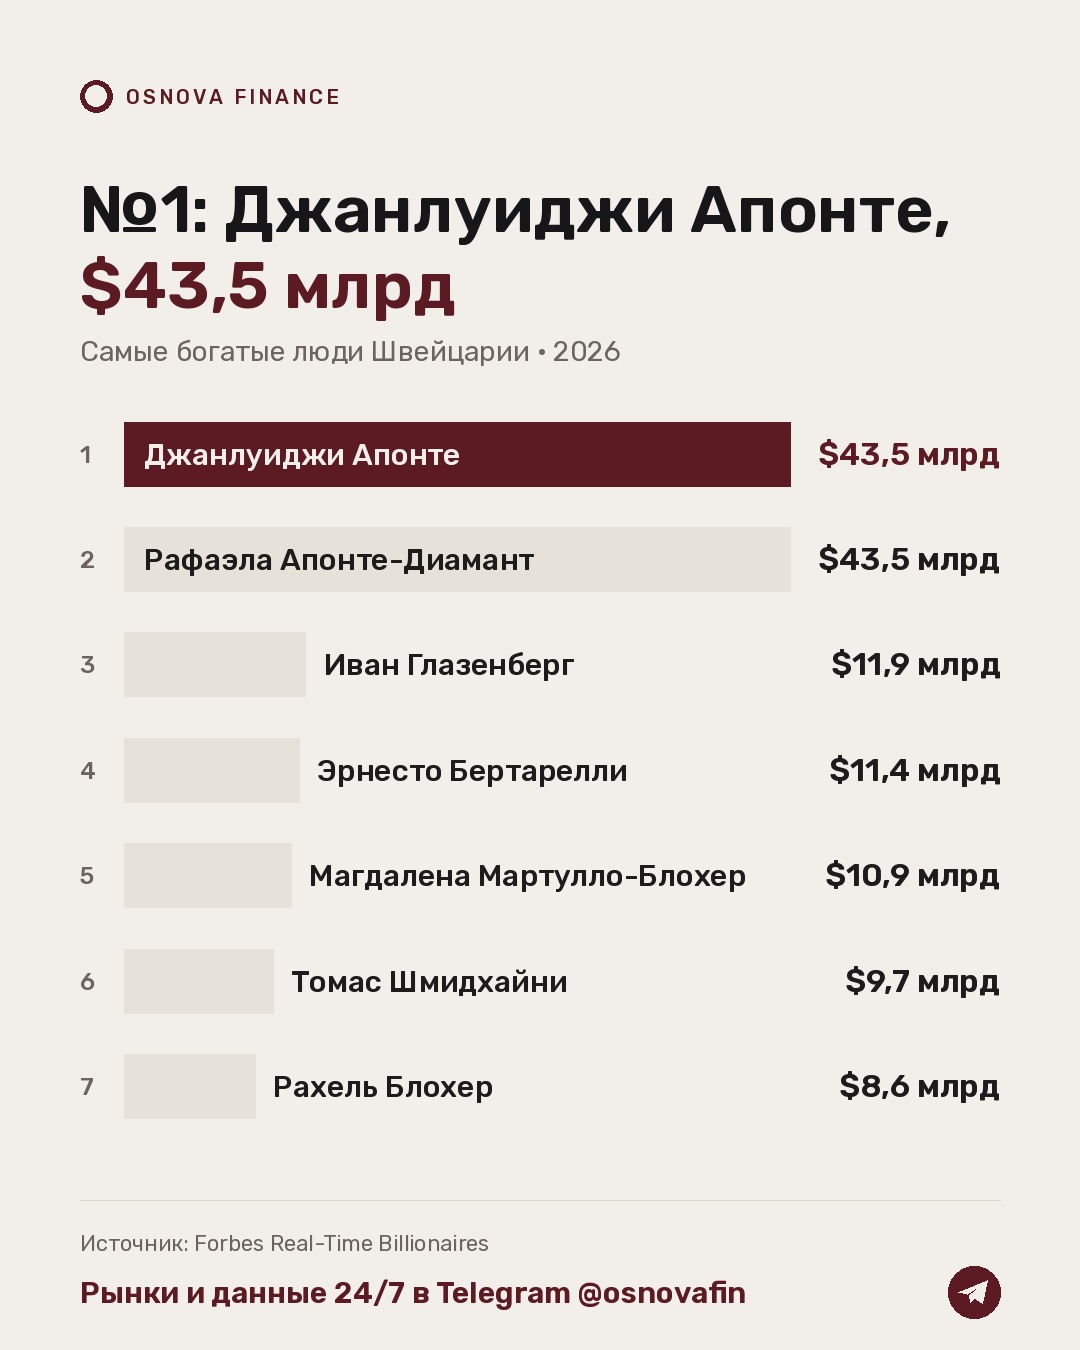 OSNOVA FINANCE
№1: Джанлуиджи Апонте,
$43,5 млрд
Самые богатые люди Швейцарии • 2026
1 Джанлуиджи Апонте $43,5 млрд
2 Рафаэла Апонте-Диамант $43,5 млрд
3 Иван Глазенберг $11,9 млрд
4 Эрнесто Бертарелли $11,4 млрд
5 Магдалена Мартулло-Блохер $10,9 млрд
6 Томас Шмидхайни $9,7 млрд
7 Рахель Блохер $8,6 млрд
Источник: Forbes Real-Time Billionaires
Рынки и данные 24/7 в Telegram @osnovafin